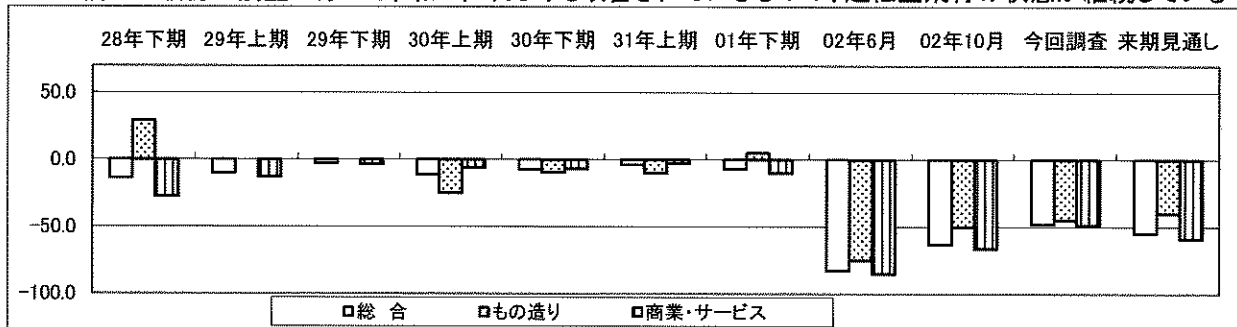 28年下期 29年上期 29年下期 30年上期 30年下期 31年上期 01年下期 02年6月 02年10月 今回調査 来期見通し
50.0
0.0
-50.0
-100.0
総 合 もの造り 商業・サービス